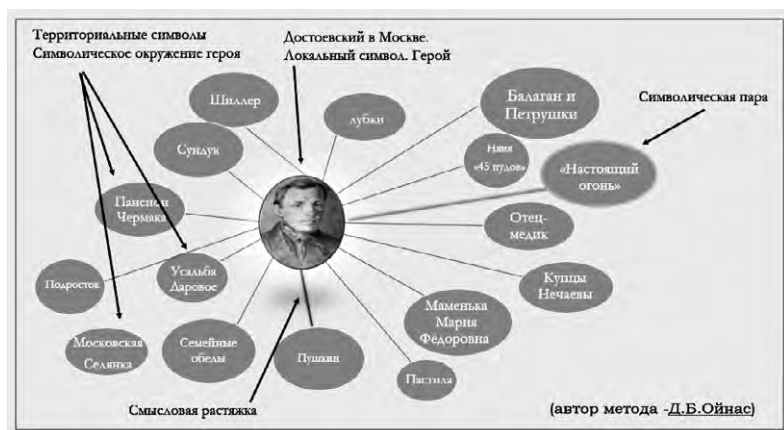 Территориальные символы
Символическое окружение героя
Достоевский в Москве.
Локальный символ. Герой
Символическая пара
Шиллер
лубки
Балаган и
Петрушки
Сундук
Няня
«45 пудов»
«Настоящий
огонь»
Пансион
Чермака
Отец-
медик
Подросток
Усадьба
Даровое
Купцы
Нечаевы
Маменька
Мария
Федоровна
Московская
Селянка
Семейные
обеды
Пушкин
Пастила
Смысловая растяжка
(автор метода -Д.Б.Ойнас)